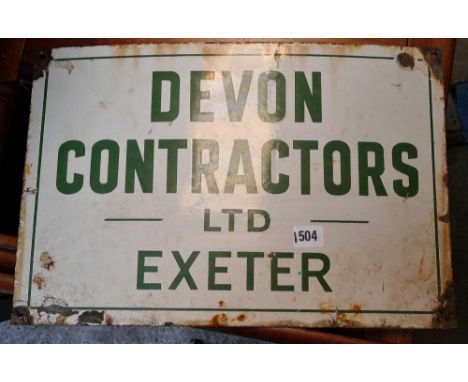 DEVON
CONTRACTORS
LTD
1504
EXETER